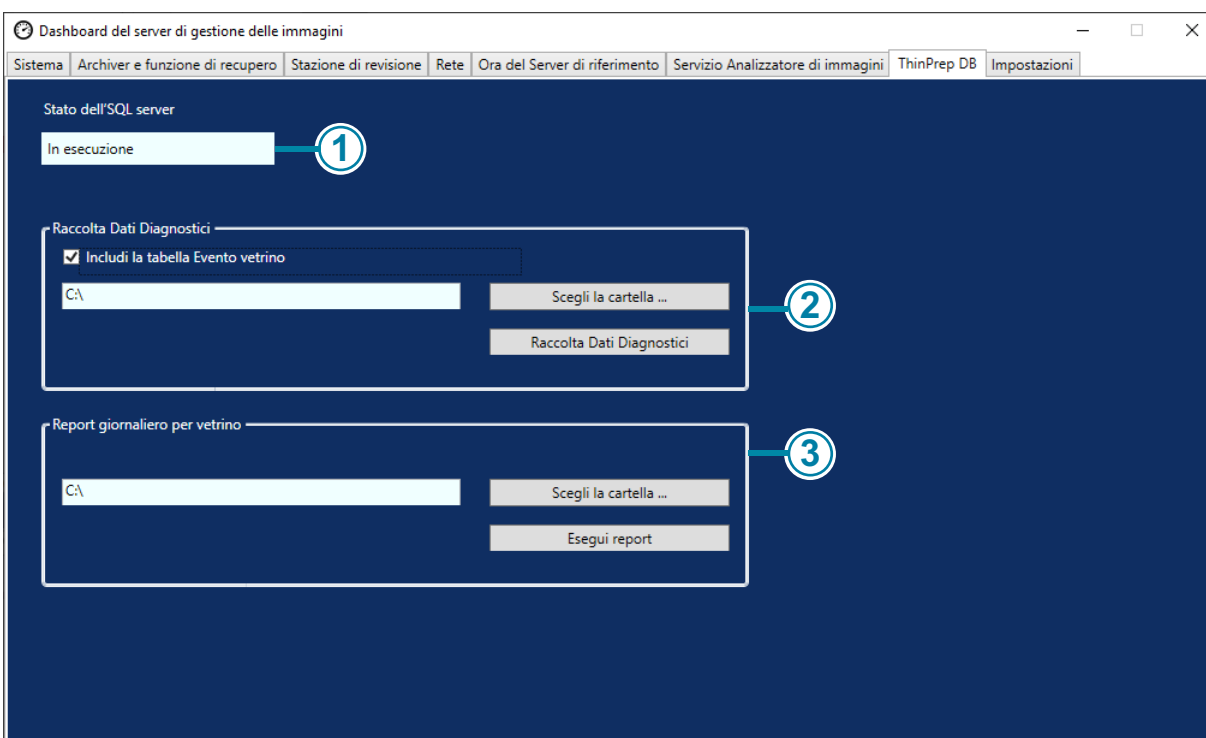 Dashboard del server di gestione delle immagini
Sistema Archiver e funzione di recupero Stazione di revisione Rete Ora del Server di riferimento Servizio Analizzatore di immagini ThinPrep DB Impostazioni
Stato dell'SQL server
In esecuzione
1
Raccolta Dati Diagnostici
Includi la tabella Evento vetrino
C:\ Scegli la cartella ...
2
Raccolta Dati Diagnostici
Report giornaliero per vetrino
3
C:\ Scegli la cartella ...
Esegui report